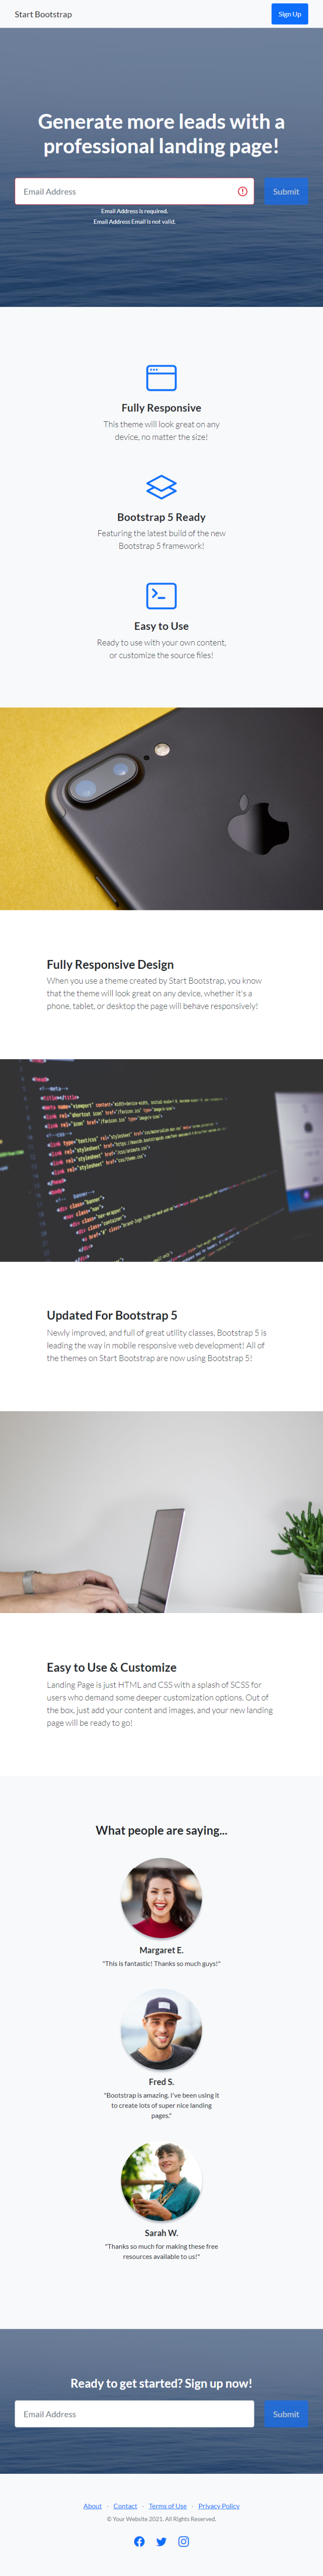 Start Bootstrap
Sign Up
Generate more leads with a
professional landing page!
Email Address
Submit
Email Address is required.
Email Address Email is not valid.
Fully Responsive
This theme will look great on any
device, no matter the size!
Bootstrap 5 Ready
Featuring the latest build of the new
Bootstrap 5 framework!
Easy to Use
Ready to use with your own content,
or customize the source files!
Fully Responsive Design
When you use a theme created by Start Bootstrap, you know
that the theme will look great on any device, whether it's a
phone, tablet, or desktop the page will behave responsively!
Updated For Bootstrap 5
Newly improved, and full of great utility classes, Bootstrap 5 is
leading the way in mobile responsive web development! All of
the themes on Start Bootstrap are now using Bootstrap 5!
Easy to Use & Customize
Landing Page is just HTML and CSS with a splash of SCSS for
users who demand some deeper customization options. Out of
the box, just add your content and images, and your new landing
page will be ready to go!
What people are saying...
Margaret E.
"This is fantastic! Thanks so much guys!"
Fred S.
"Bootstrap is amazing. I've been using it
to create lots of super nice landing
pages."
Sarah W.
"Thanks so much for making these free
resources available to us!"
Ready to get started? Sign up now!
Email Address
Submit
About · Contact · Terms of Use · Privacy Policy
© Your Website 2021. All Rights Reserved.